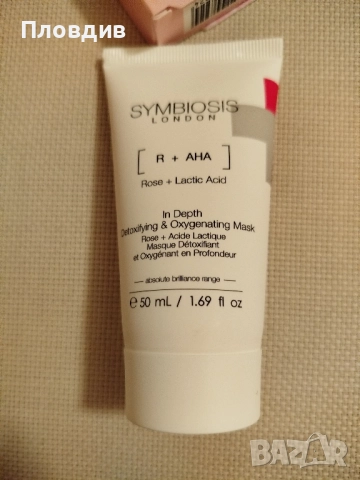 Пловдив
SYMBIOSIS
LONDON
[ R + AHA ]
Rose + Lactic Acid
In Depth
Detoxifying & Oxygenating Mask
Rose + Acide Lactique
Masque Détoxifiant
et Oxygénant en Profondeur
absolute brilliance range
e 50 mL / 1.69 fl oz
BAZAR